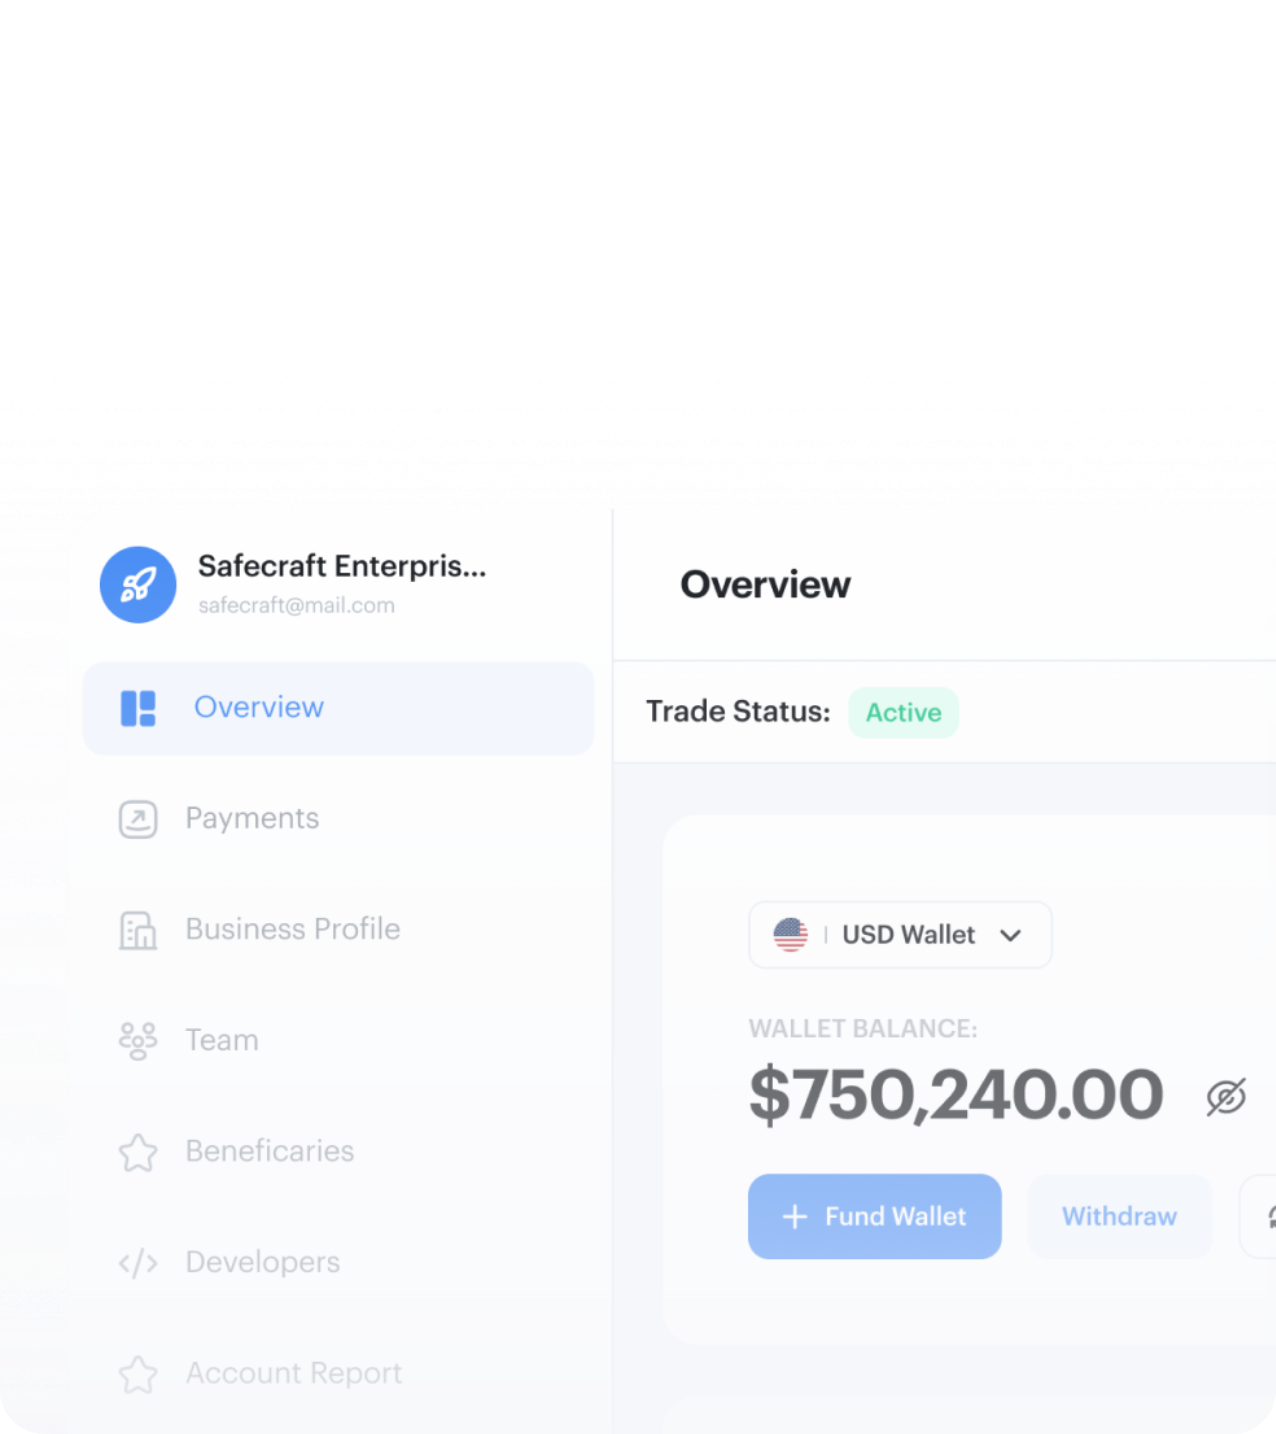 Safecraft Enterpris...
safecraft@mail.com
Overview
Payments
Business Profile
Team
Beneficaries
Developers
Account Report
Overview
Trade Status: Active
USD Wallet
WALLET BALANCE:
$750,240.00
+ Fund Wallet
Withdraw